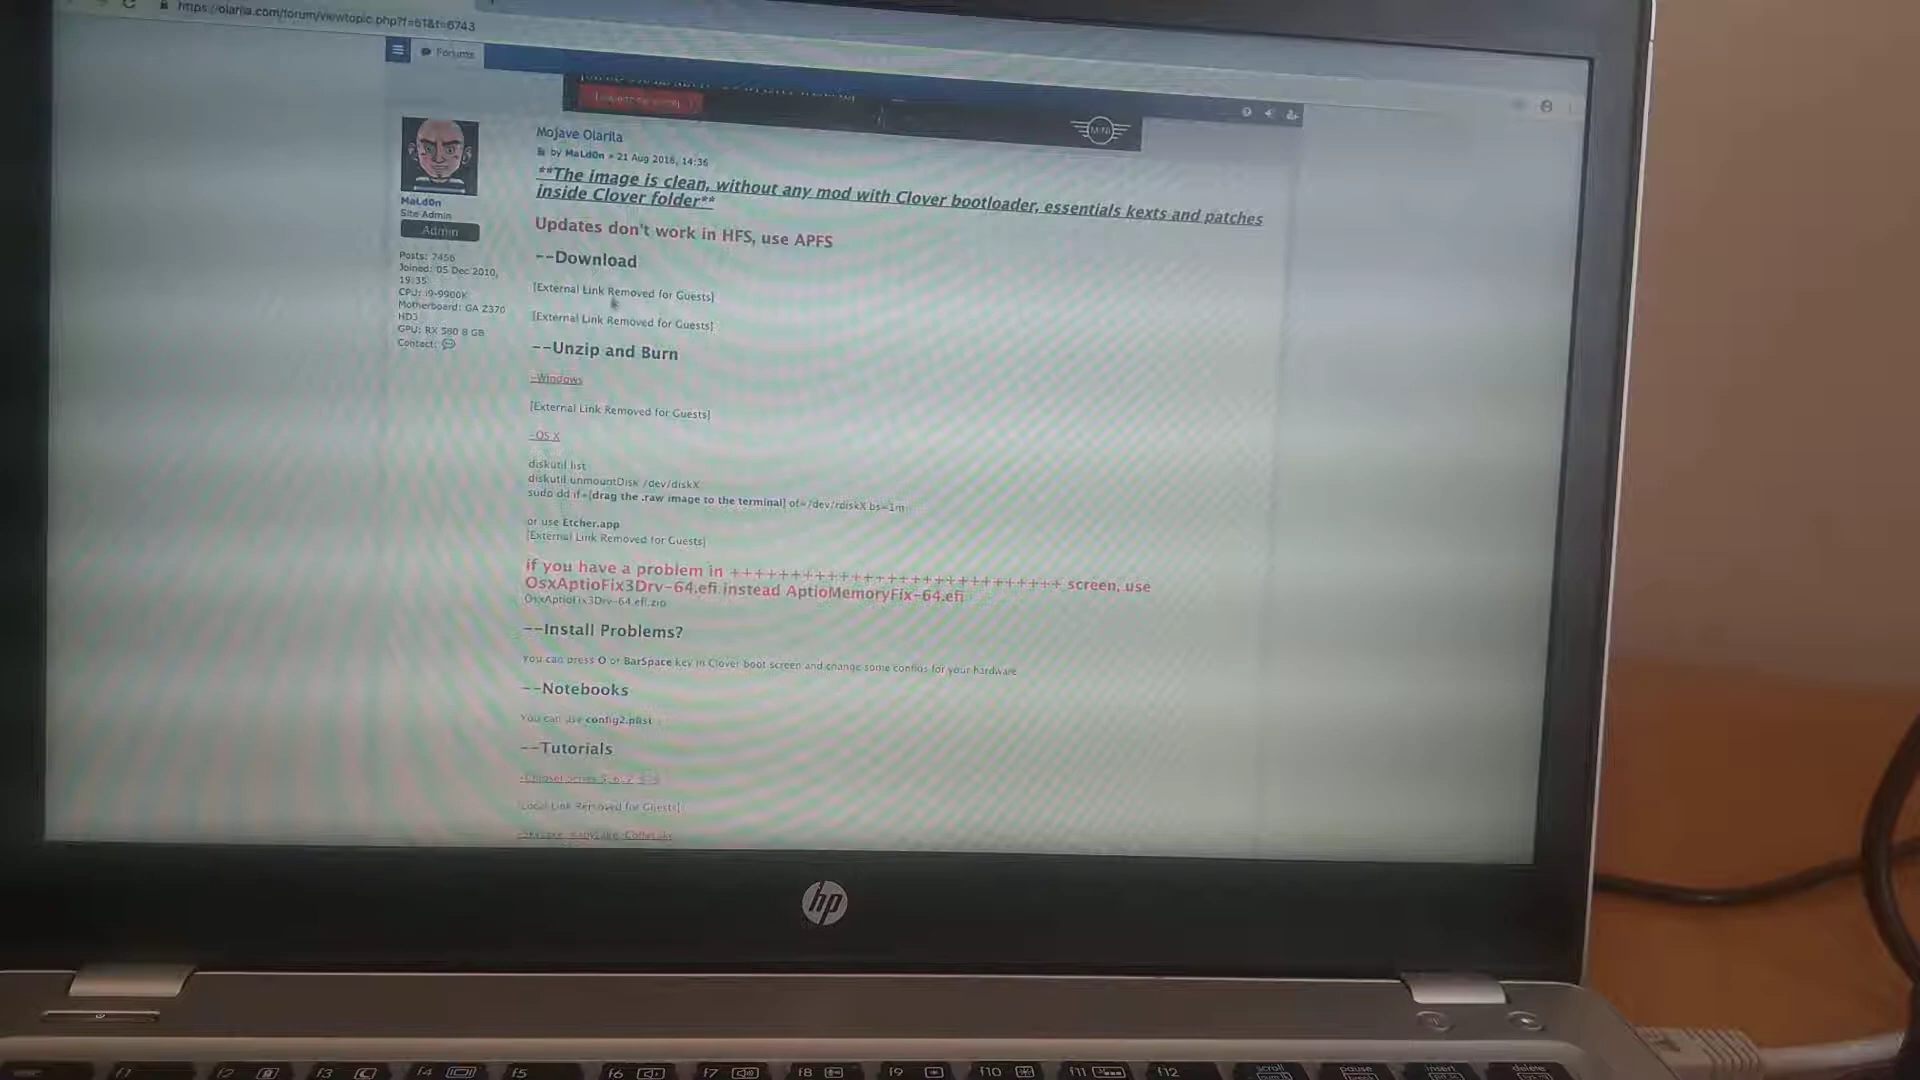 https://olarila.com/forum/viewtopic.php?f=61&t=6743
Forums
MINI
Mojave Olarila
by MaLd0n » 21 Aug 2018, 14:36
**The image is clean, without any mod with Clover bootloader, essentials kexts and patches
inside Clover folder**
MaLd0n
Site Admin
Admin
Posts: 2456
Joined: 05 Dec 2010,
19:35
CPU: i9-9900K
Motherboard: GA Z370
HD3
GPU: RX 580 8 GB
Contact:
Updates don't work in HFS, use APFS
--Download
[External Link Removed for Guests]
[External Link Removed for Guests]
--Unzip and Burn
-Windows
[External Link Removed for Guests]
-OS X
diskutil list
diskutil unmountDisk /dev/diskX
sudo dd if=[drag the .raw image to the terminal] of=/dev/rdiskX bs=1m
or use Etcher.app
[External Link Removed for Guests]
if you have a problem in +++++++++++++++++++++++++++ screen, use
OsxAptioFix3Drv-64.efi instead AptioMemoryFix-64.efi
OsxAptioFix3Drv-64.efi.zip
--Install Problems?
you can press O or BarSpace key in Clover boot screen and change some configs for your hardware
--Notebooks
You can use config2.plist
--Tutorials
[Local Link Removed for Guests]
hp
f1 f2 f3 f4 f5 f6 f7 f8 f9 f10 f11 f12 scroll pause insert delete